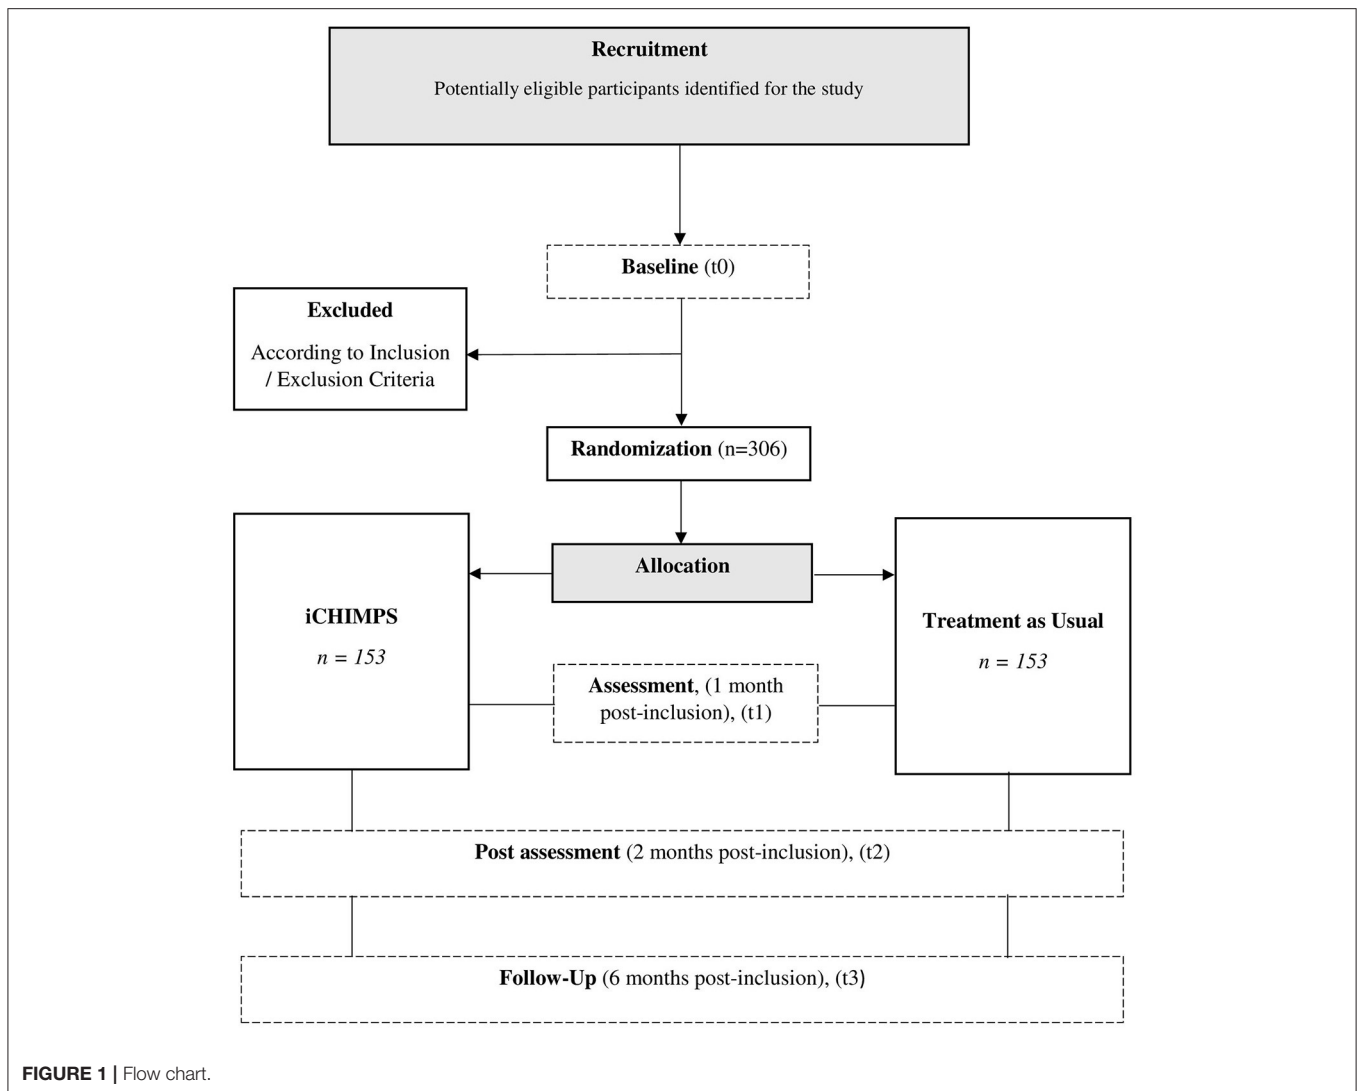 Recruitment
Potentially eligible participants identified for the study
Baseline (t0)
Excluded
According to Inclusion
/ Exclusion Criteria
Randomization (n=306)
Allocation
iCHIMPS
n = 153
Treatment as Usual
n = 153
Assessment, (1 month
post-inclusion), (t1)
Post assessment (2 months post-inclusion), (t2)
Follow-Up (6 months post-inclusion), (t3)
FIGURE 1 | Flow chart.